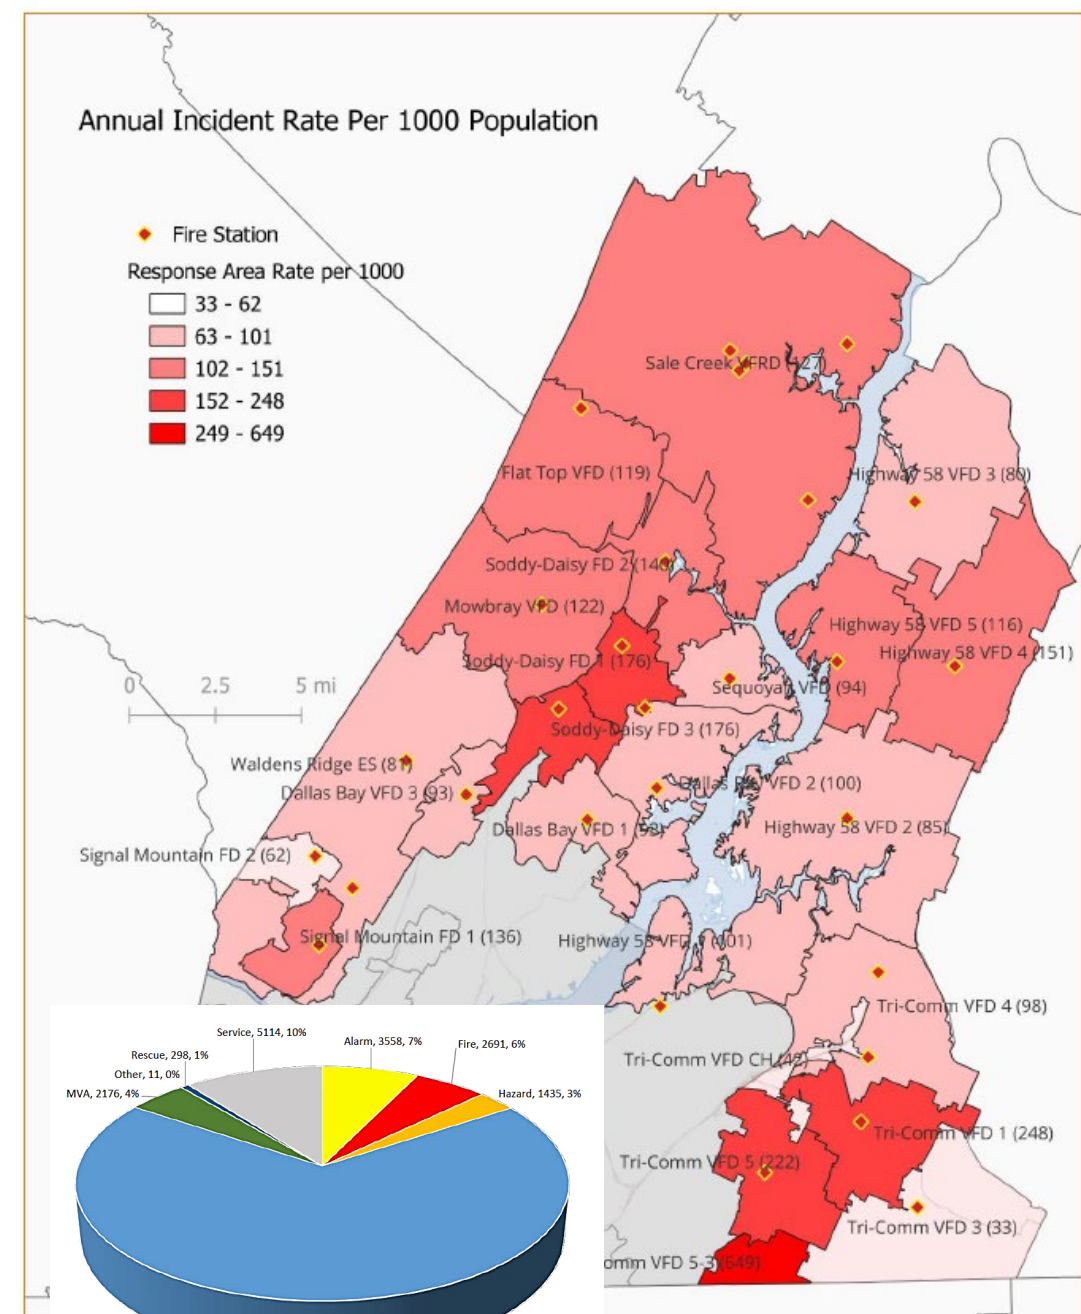 Annual Incident Rate Per 1000 Population
Fire Station
Response Area Rate per 1000
33 - 62
63 - 101
102 - 151
152 - 248
249 - 649
Sale Creek VFRD (127)
Highway 58 VFD 3 (80)
Flat Top VFD (119)
Soddy-Daisy FD 2
Mowbray VFD (122)
Highway 58 VFD 5 (116)
Highway 58 VFD 4 (151)
Soddy-Daisy FD 1 (176)
Sequoyah VFD (94)
0 2.5 5 mi
Soddy-Daisy FD 3 (176)
Waldens Ridge ES (81)
Dallas Bay VFD 2 (100)
Dallas Bay VFD 3 (93)
Dallas Bay VFD 1
Highway 58 VFD 2 (85)
Signal Mountain FD 2 (62)
Signal Mountain FD 1 (136)
Highway 58 VFD (101)
Tri-Comm VFD 4 (98)
Tri-Comm VFD CH
Tri-Comm VFD 1 (248)
Tri-Comm VFD 5 (222)
Tri-Comm VFD 3 (33)
omm VFD 5-3 (649)
Service, 5114, 10%
Alarm, 3558, 7%
Fire, 2691, 6%
Rescue, 298, 1%
Other, 11, 0%
MVA, 2176, 4%
Hazard, 1435, 3%